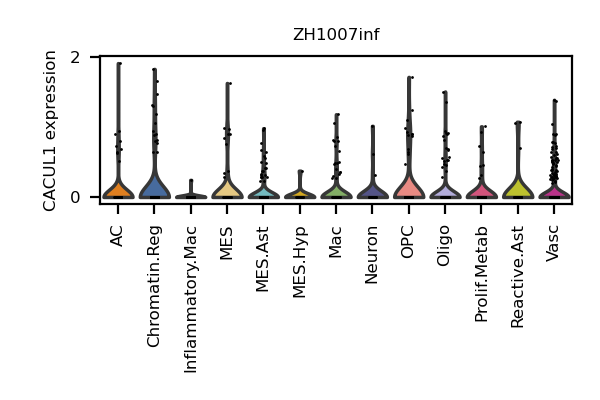 ZH1007inf
CACUL1 expression
2
0
AC
Chromatin.Reg
Inflammatory.Mac
MES
MES.Ast
MES.Hyp
Mac
Neuron
OPC
Oligo
Prolif.Metab
Reactive.Ast
Vasc